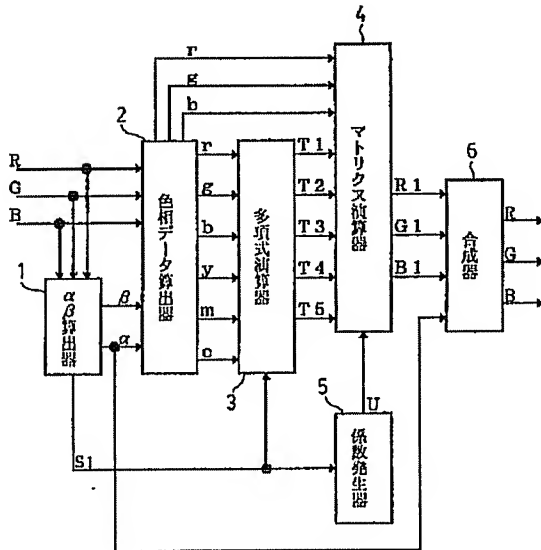 4
r
g
b
2
6
R
G
B
r
g
b
y
m
c
T1
T2
T3
T4
T5
R1
G1
B1
R
G
B
1
β
α
αβ算出器
色相データ算出器
多項式演算器
マトリクス演算器
合成器
3
5
U
S1
係数発生器